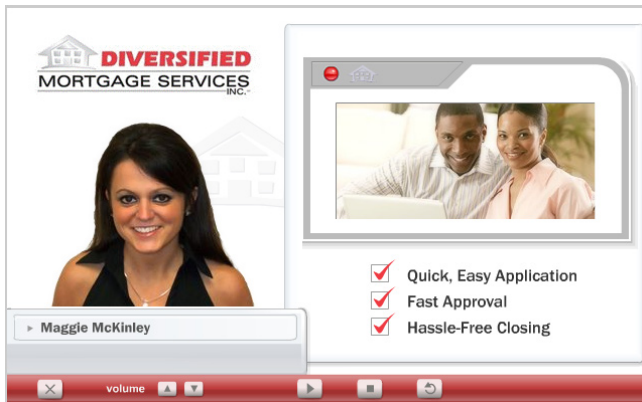 DIVERSIFIED
MORTGAGE SERVICES
INC.
Maggie McKinley
Quick, Easy Application
Fast Approval
Hassle-Free Closing
volume